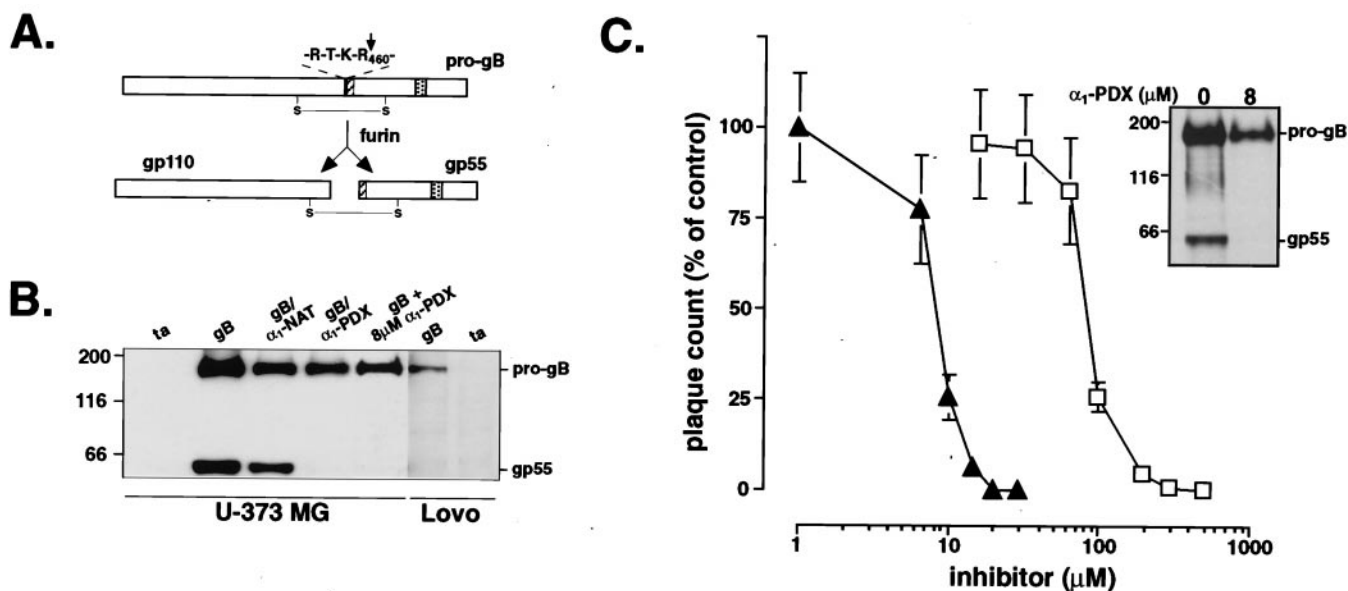 A.
-R-T-K-R460-
pro-gB
s s
furin
gp110 gp55
s s
B.
ta gB gB/ α1-NAT gB/ α1-PDX gB + 8μM α1-PDX gB ta
200
116
66
pro-gB
gp55
U-373 MG Lovo
C.
plaque count (% of control)
100
75
50
25
0
1 10 100 1000
inhibitor (μM)
α1-PDX (μM) 0 8
200
116
66
pro-gB
gp55